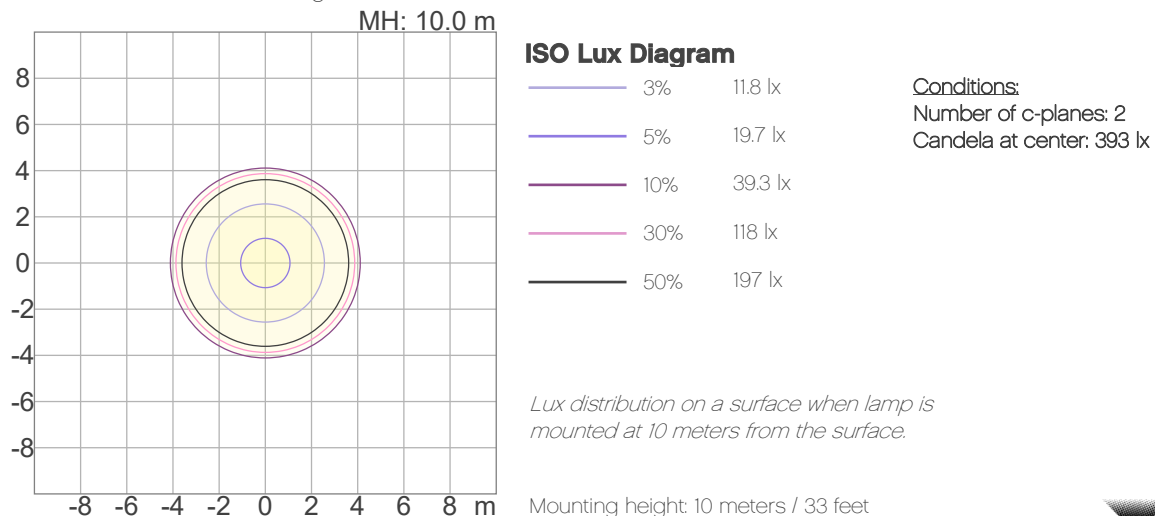 MH: 10.0 m
8
6
4
2
0
-2
-4
-6
-8
-8 -6 -4 -2 0 2 4 6 8 m
ISO Lux Diagram
3% 11.8 lx
5% 19.7 lx
10% 39.3 lx
30% 118 lx
50% 197 lx
Conditions:
Number of c-planes: 2
Candela at center: 393 lx
Lux distribution on a surface when lamp is
mounted at 10 meters from the surface.
Mounting height: 10 meters / 33 feet